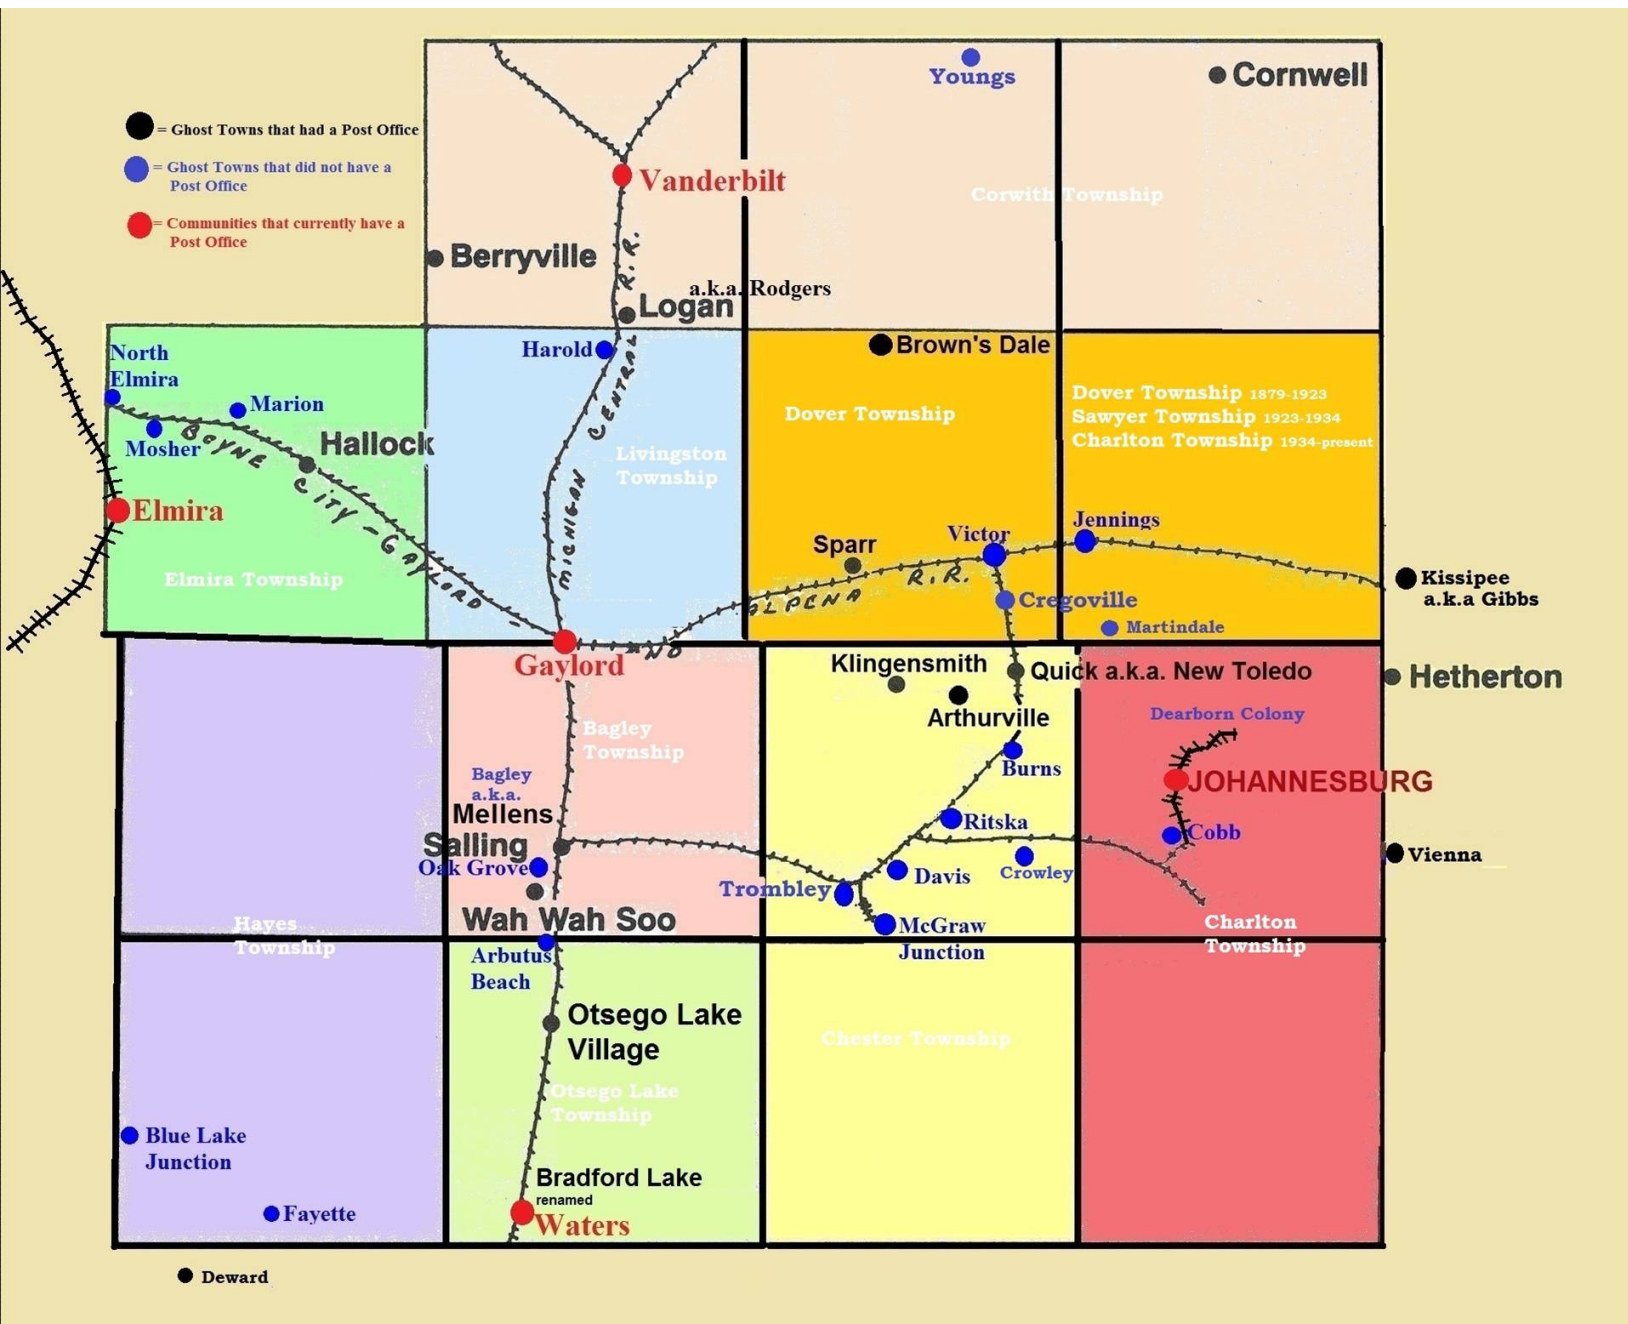 Youngs
Cornwell
= Ghost Towns that had a Post Office
= Ghost Towns that did not have a
Post Office
= Communities that currently have a
Post Office
Vanderbilt
Corwith Township
Berryville
R.R.
a.k.a. Rodgers
Logan
North
Elmira
Harold
Brown's Dale
Marion
Mosher
Hallock
BOYNE CITY-GAYLORD
MICHIGAN CENTRAL
Livingston
Township
Dover Township
Dover Township 1879-1923
Sawyer Township 1923-1934
Charlton Township 1934-present
Elmira
Elmira Township
Sparr
Victor
Jennings
ALPENA R.R.
Cregoville
Martindale
Kissipee
a.k.a Gibbs
Gaylord
AND
Klingensmith
Quick a.k.a. New Toledo
Hetherton
Arthurville
Dearborn Colony
Bagley
Township
Burns
Bagley
a.k.a.
Mellens
JOHANNESBURG
Salling
Ritska
Cobb
Oak Grove
Trombley
Davis
Crowley
Vienna
Wah Wah Soo
McGraw
Junction
Hayes
Township
Charlton
Township
Arbutus
Beach
Otsego Lake
Village
Chester Township
Otsego Lake
Township
Blue Lake
Junction
Bradford Lake
renamed
Waters
Fayette
Deward